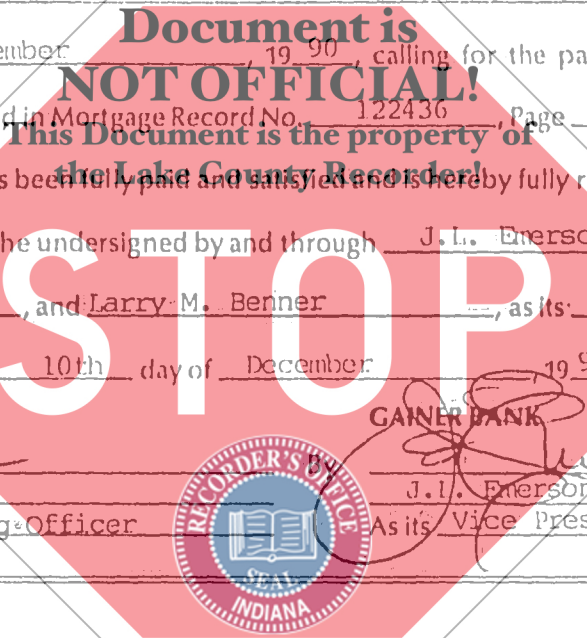 Document is
ember , 19 90 , calling for the pa
NOT OFFICIAL!
d in Mortgage Record No. 122436 , Page
This Document is the property of
the Lake County Recorder!
s been fully paid and satisfied and is hereby fully r
he undersigned by and through J.L. Emerso
STOP
, and Larry M. Benner , as its
10th day of December 19 9
GAINER BANK
By
J.L. Emerson
g Officer As its Vice Pres
RECORDER'S OFFICE
SEAL
INDIANA